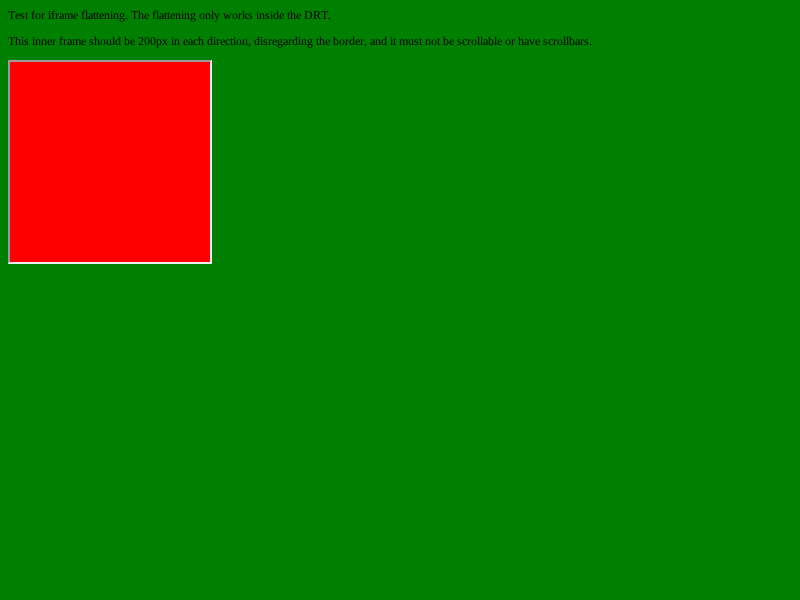 Test for iframe flattening. The flattening only works inside the DRT.
This inner frame should be 200px in each direction, disregarding the border, and it must not be scrollable or have scrollbars.